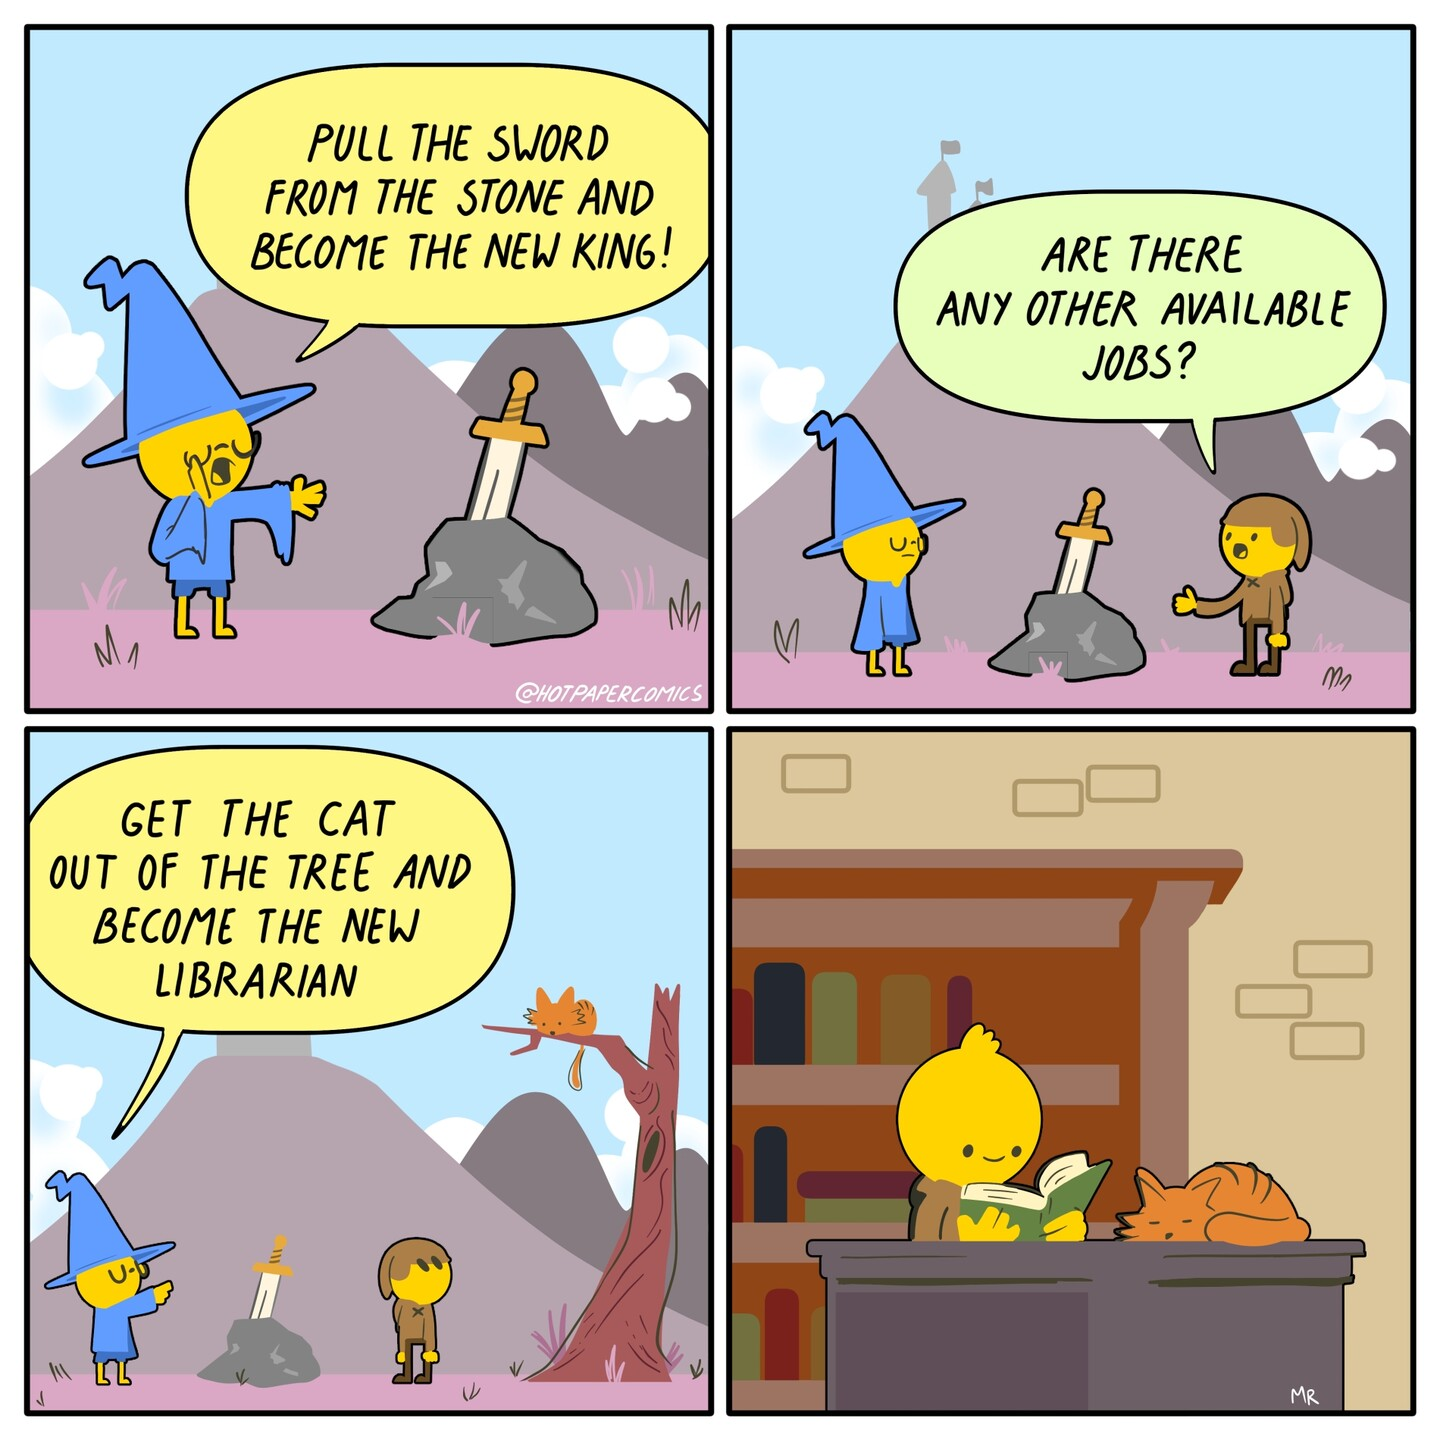 PULL THE SWORD
FROM THE STONE AND
BECOME THE NEW KING!
@HOTPAPERCOMICS
ARE THERE
ANY OTHER AVAILABLE
JOBS?
GET THE CAT
OUT OF THE TREE AND
BECOME THE NEW
LIBRARIAN
MR